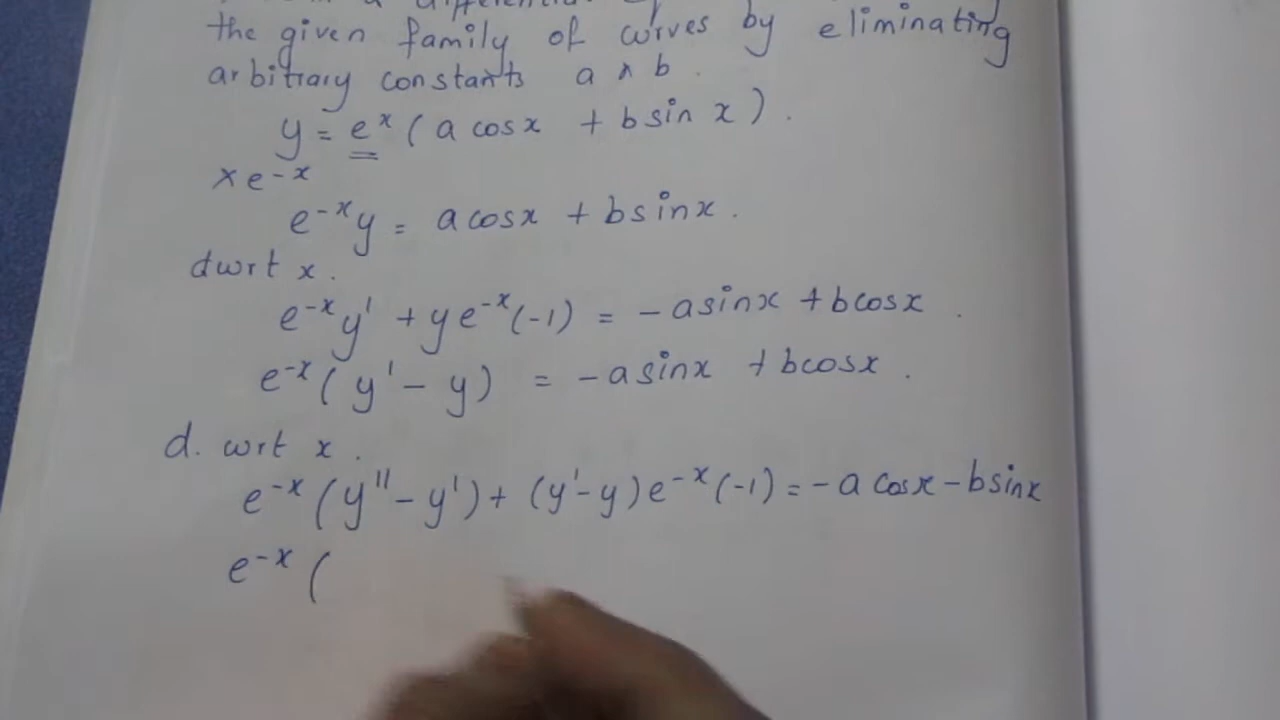 a differential
the given family of curves by eliminating
arbitrary constants a ^ b .
y = e^x ( a cos x + b sin x ) .
× e^-x
e^-x y = a cos x + b sin x .
dwrt x .
e^-x y' + y e^-x (-1) = - a sin x + b cos x .
e^-x ( y' - y ) = - a sin x + b cos x .
d. wrt x .
e^-x ( y'' - y' ) + ( y' - y ) e^-x (-1) = - a cos x - b sin x
e^-x (